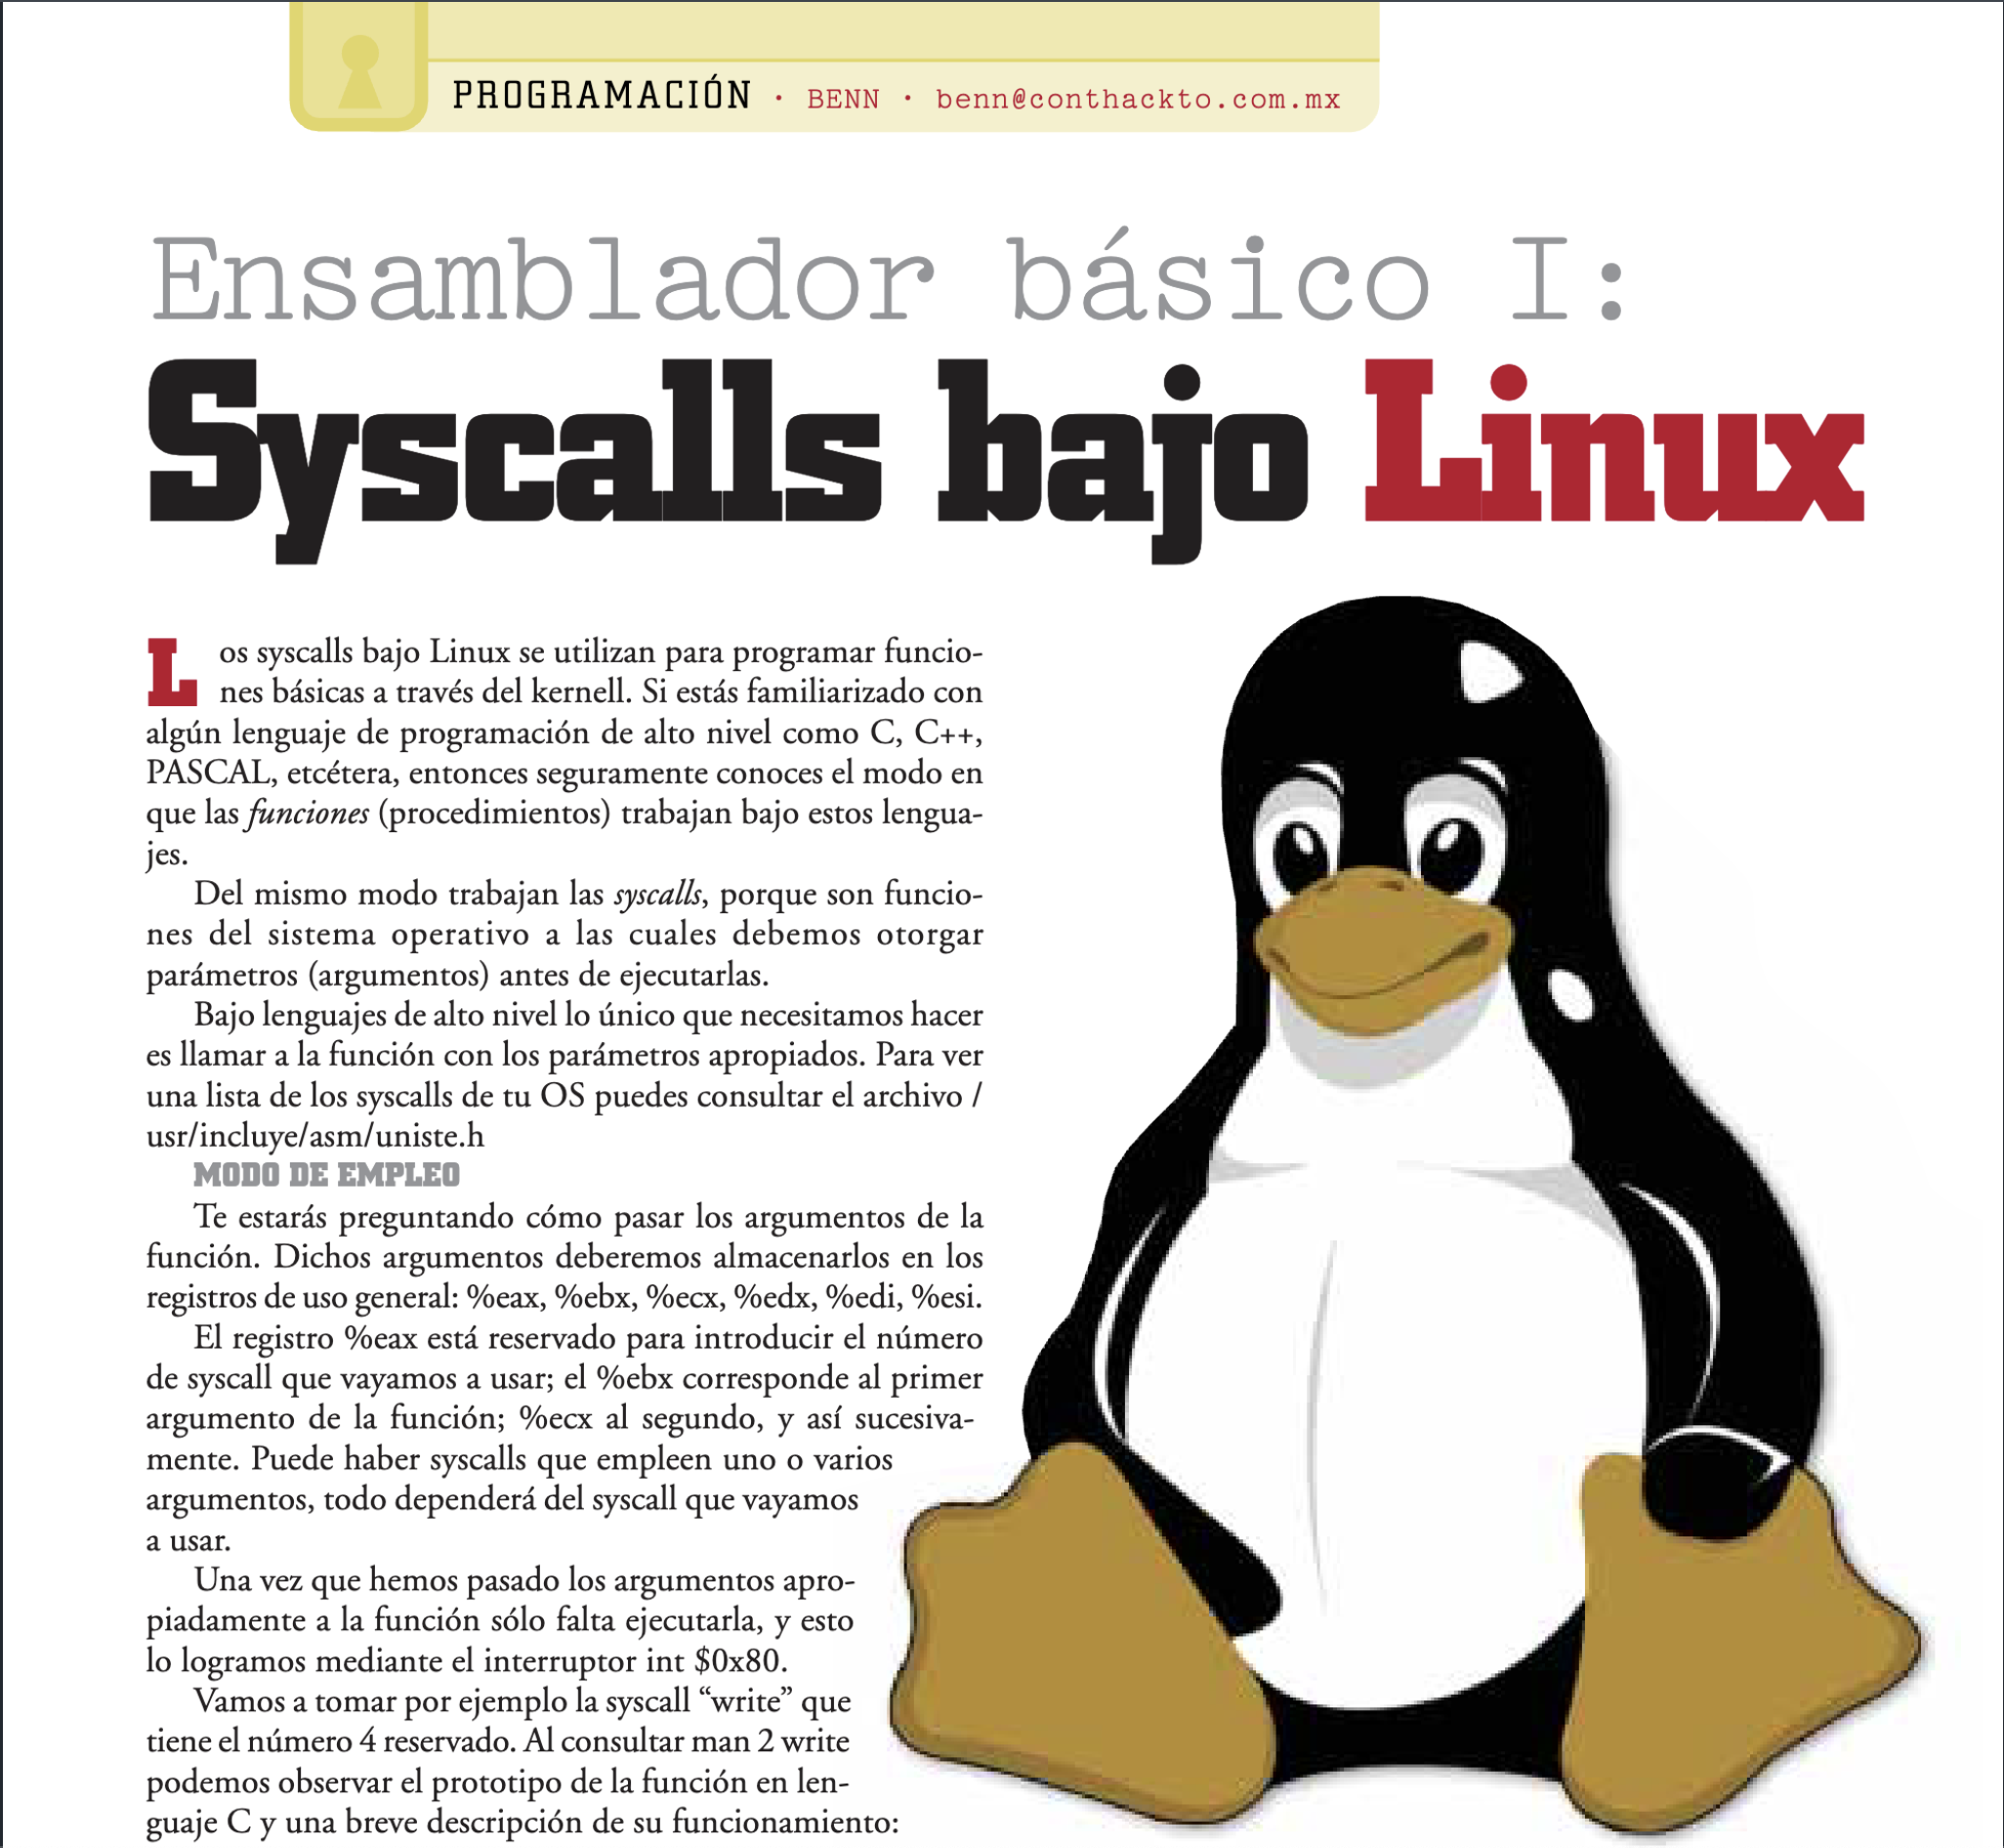 PROGRAMACIÓN · BENN · benn@conthackto.com.mx
Ensamblador básico I:
Syscalls bajo Linux
Los syscalls bajo Linux se utilizan para programar funcio-
nes básicas a través del kernell. Si estás familiarizado con
algún lenguaje de programación de alto nivel como C, C++,
PASCAL, etcétera, entonces seguramente conoces el modo en
que las funciones (procedimientos) trabajan bajo estos lengua-
jes.
Del mismo modo trabajan las syscalls, porque son funcio-
nes del sistema operativo a las cuales debemos otorgar
parámetros (argumentos) antes de ejecutarlas.
Bajo lenguajes de alto nivel lo único que necesitamos hacer
es llamar a la función con los parámetros apropiados. Para ver
una lista de los syscalls de tu OS puedes consultar el archivo /
usr/incluye/asm/uniste.h
MODO DE EMPLEO
Te estarás preguntando cómo pasar los argumentos de la
función. Dichos argumentos deberemos almacenarlos en los
registros de uso general: %eax, %ebx, %ecx, %edx, %edi, %esi.
El registro %eax está reservado para introducir el número
de syscall que vayamos a usar; el %ebx corresponde al primer
argumento de la función; %ecx al segundo, y así sucesiva-
mente. Puede haber syscalls que empleen uno o varios
argumentos, todo dependerá del syscall que vayamos
a usar.
Una vez que hemos pasado los argumentos apro-
piadamente a la función sólo falta ejecutarla, y esto
lo logramos mediante el interruptor int $0x80.
Vamos a tomar por ejemplo la syscall “write” que
tiene el número 4 reservado. Al consultar man 2 write
podemos observar el prototipo de la función en len-
guaje C y una breve descripción de su funcionamiento: